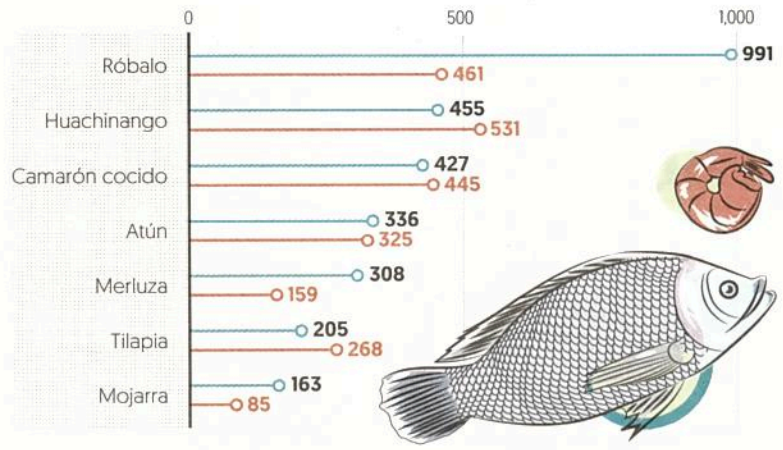 0 500 1,000
Róbalo 991
461
Huachinango 455
531
Camarón cocido 427
445
Atún 336
325
Merluza 308
159
Tilapia 205
268
Mojarra 163
85